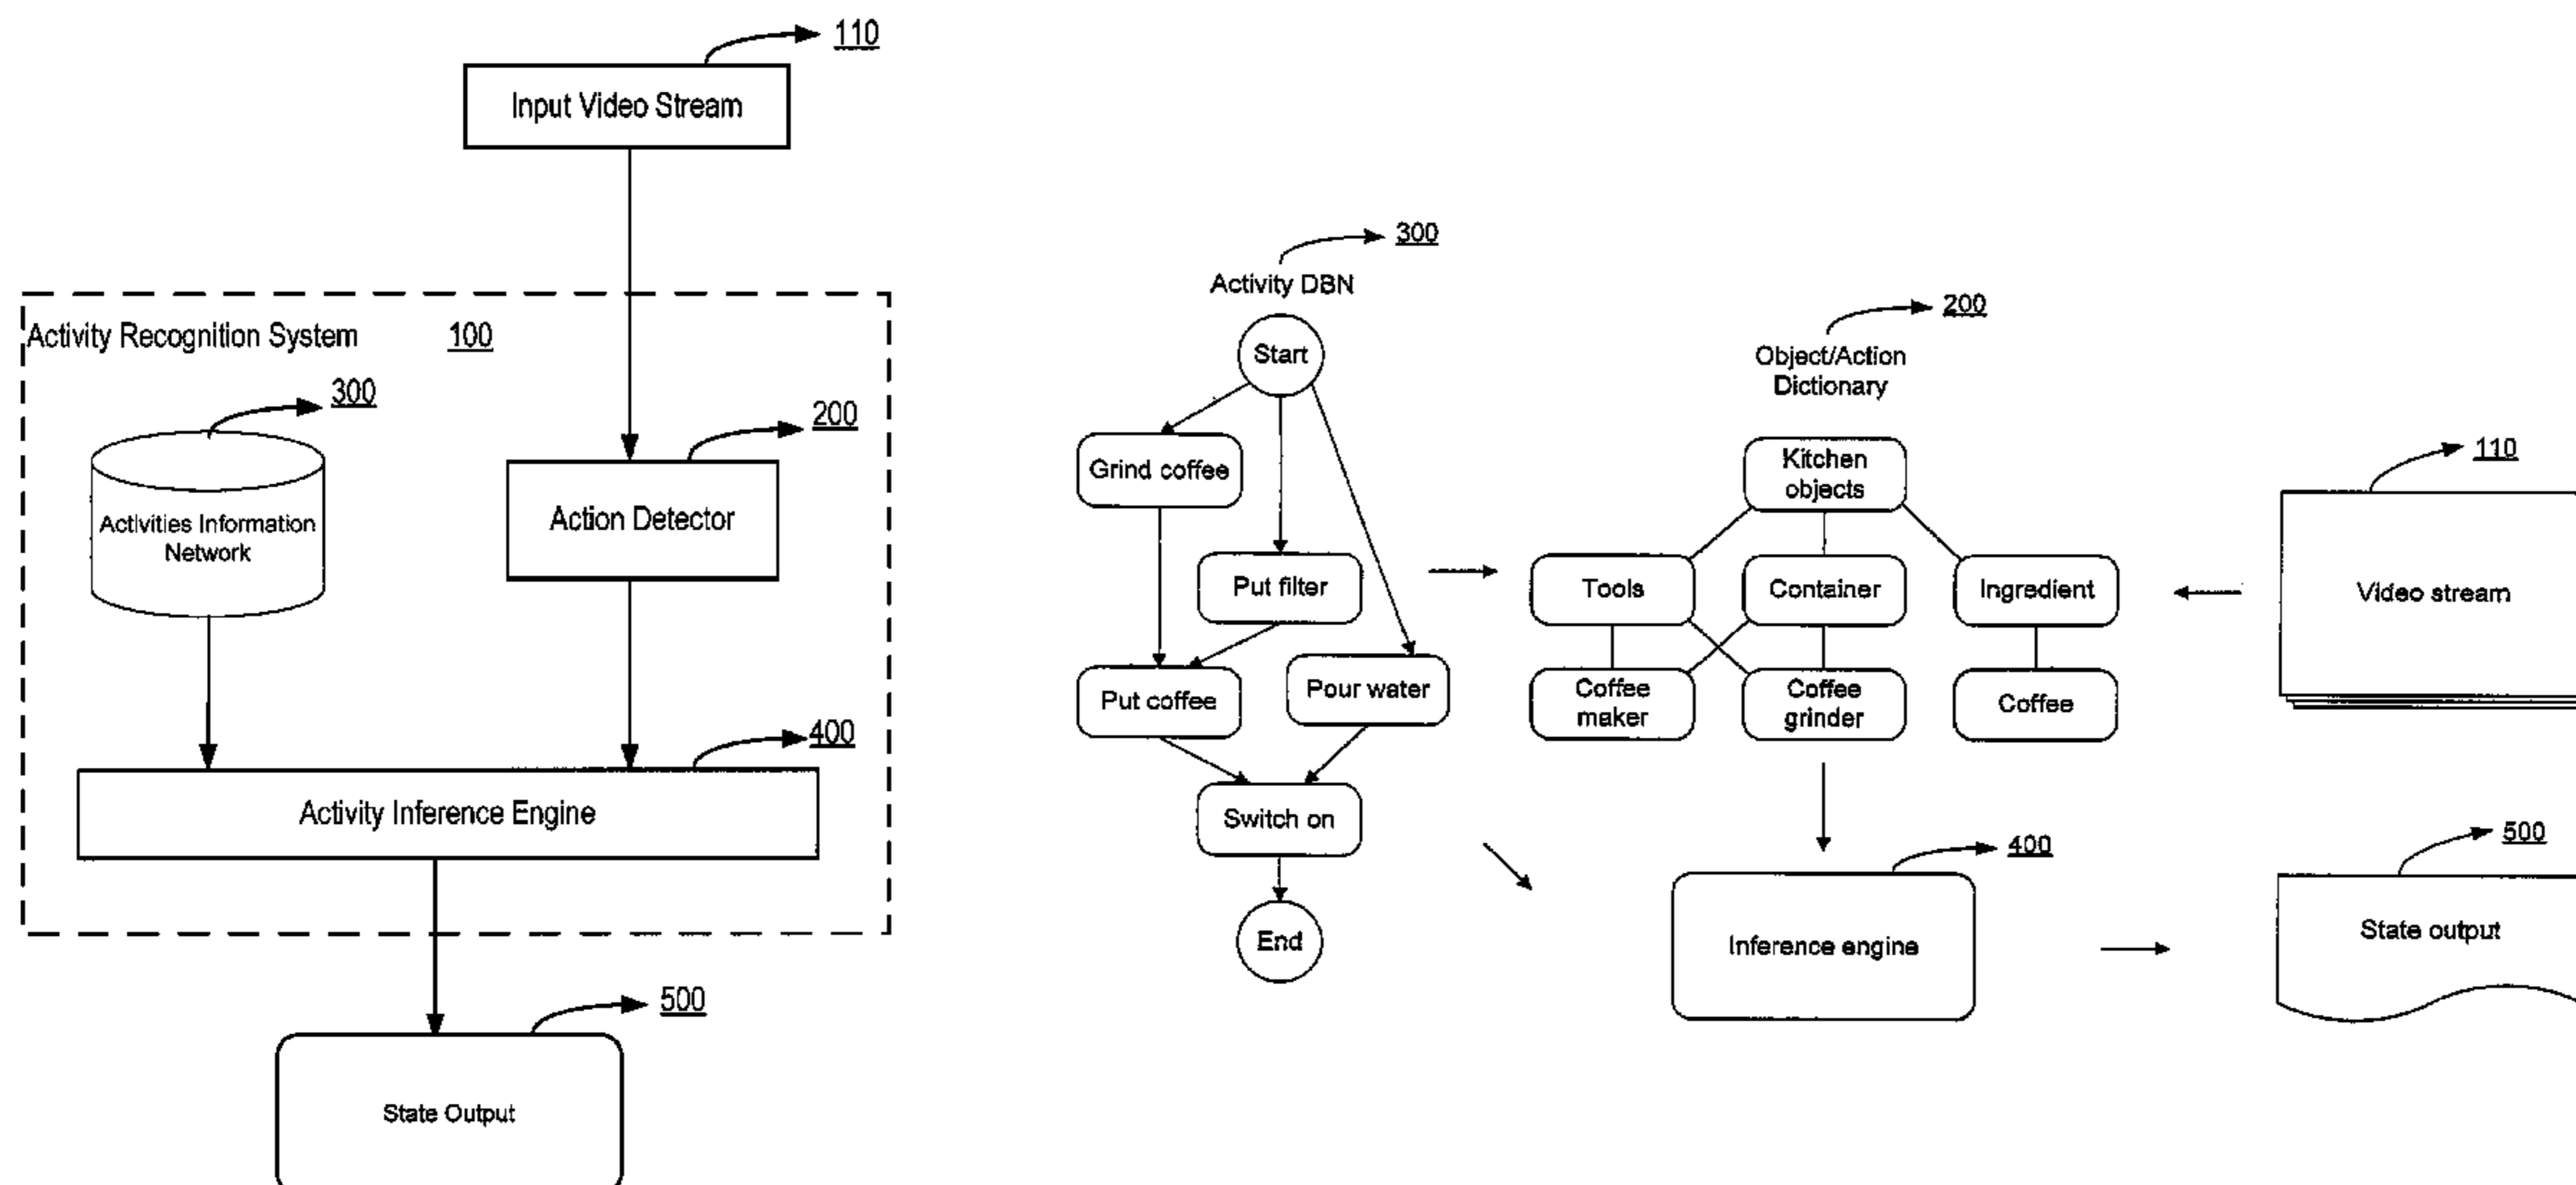 110
Input Video Stream
Activity Recognition System 100
300
200
Activities Information
Network
Action Detector
400
Activity Inference Engine
500
State Output
300
Activity DBN
Start
Grind coffee
Put filter
Put coffee
Pour water
Switch on
End
200
Object/Action
Dictionary
Kitchen
objects
Tools
Container
Ingredient
Coffee
maker
Coffee
grinder
Coffee
110
Video stream
400
Inference engine
500
State output